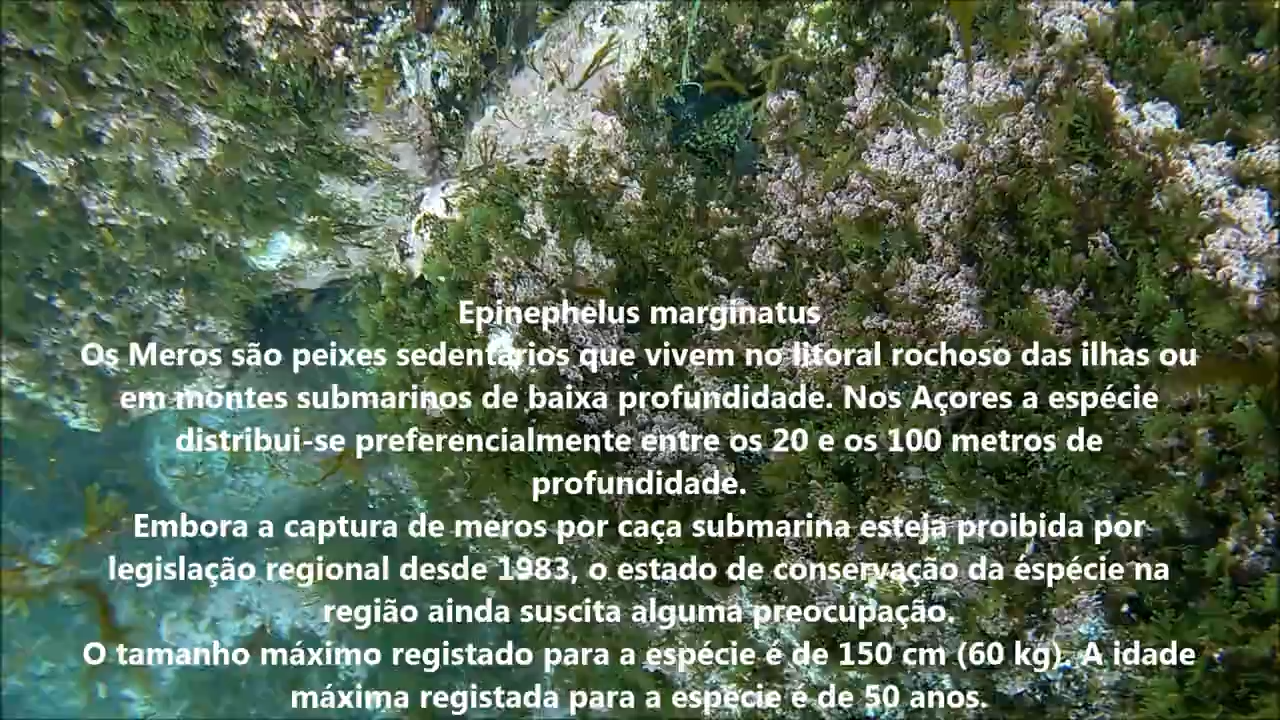 Epinephelus marginatus
Os Meros são peixes sedentários que vivem no litoral rochoso das ilhas ou
em montes submarinos de baixa profundidade. Nos Açores a espécie
distribui-se preferencialmente entre os 20 e os 100 metros de
profundidade.
Embora a captura de meros por caça submarina esteja proibida por
legislação regional desde 1983, o estado de conservação da espécie na
região ainda suscita alguma preocupação.
O tamanho máximo registado para a espécie é de 150 cm (60 kg). A idade
máxima registada para a espécie é de 50 anos.